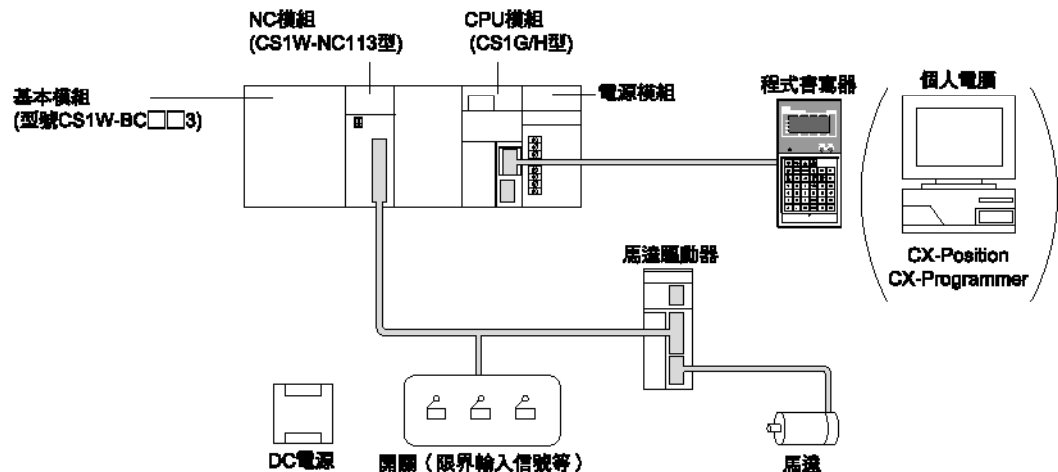 NC模組
(CS1W-NC113型)
CPU模組
(CS1G/H型)
基本模組
(型號CS1W-BC□□3)
電源模組
程式書寫器
個人電腦
CX-Position
CX-Programmer
馬達驅動器
DC電源
開關（限界輸入信號等）
馬達